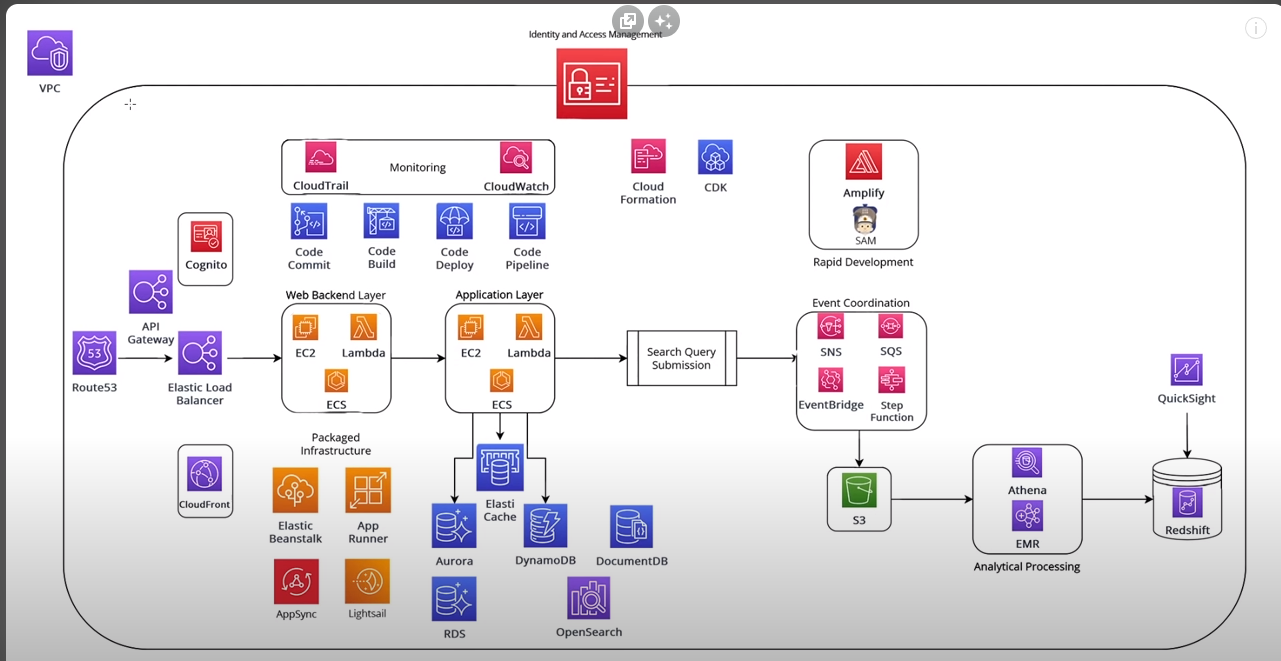 Identity and Access Management
VPC
CloudTrail
Monitoring
CloudWatch
Cloud
Formation
CDK
Amplify
SAM
Rapid Development
Cognito
Code
Commit
Code
Build
Code
Deploy
Code
Pipeline
API
Gateway
53
Route53
Elastic Load
Balancer
Web Backend Layer
EC2
Lambda
ECS
Application Layer
EC2
Lambda
ECS
Search Query
Submission
Event Coordination
SNS
SQS
EventBridge
Step
Function
QuickSight
CloudFront
Packaged
Infrastructure
Elastic
Beanstalk
App
Runner
AppSync
Lightsail
Elasti
Cache
Aurora
DynamoDB
DocumentDB
RDS
OpenSearch
S3
Athena
EMR
Analytical Processing
Redshift